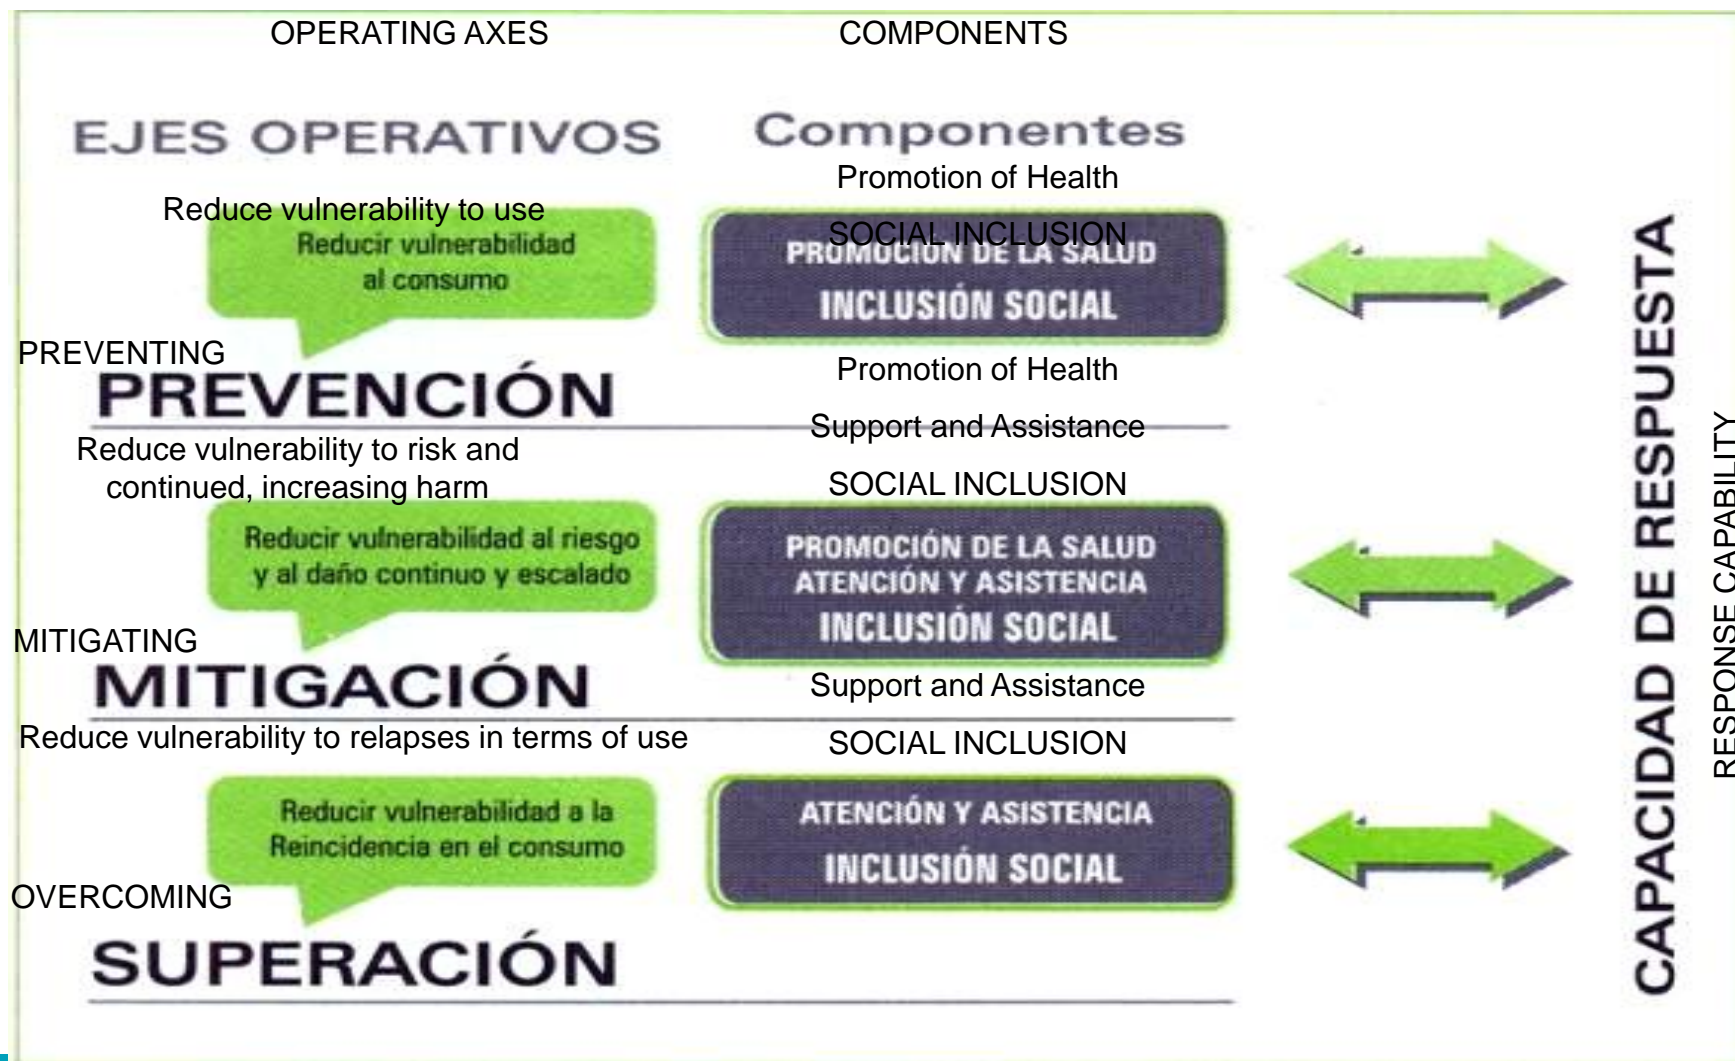 OPERATING AXES
COMPONENTS
EJES OPERATIVOS
Componentes
Promotion of Health
Reduce vulnerability to use
SOCIAL INCLUSION
Reducir vulnerabilidad
al consumo
PROMOCIÓN DE LA SALUD
INCLUSIÓN SOCIAL
PREVENTING
PREVENCIÓN
Promotion of Health
Support and Assistance
Reduce vulnerability to risk and
continued, increasing harm
SOCIAL INCLUSION
Reducir vulnerabilidad al riesgo
y al daño continuo y escalado
PROMOCIÓN DE LA SALUD
ATENCIÓN Y ASISTENCIA
INCLUSIÓN SOCIAL
MITIGATING
MITIGACIÓN
Support and Assistance
Reduce vulnerability to relapses in terms of use
SOCIAL INCLUSION
Reducir vulnerabilidad a la
Reincidencia en el consumo
ATENCIÓN Y ASISTENCIA
INCLUSIÓN SOCIAL
OVERCOMING
SUPERACIÓN
CAPACIDAD DE RESPUESTA
RESPONSE CAPABILITY